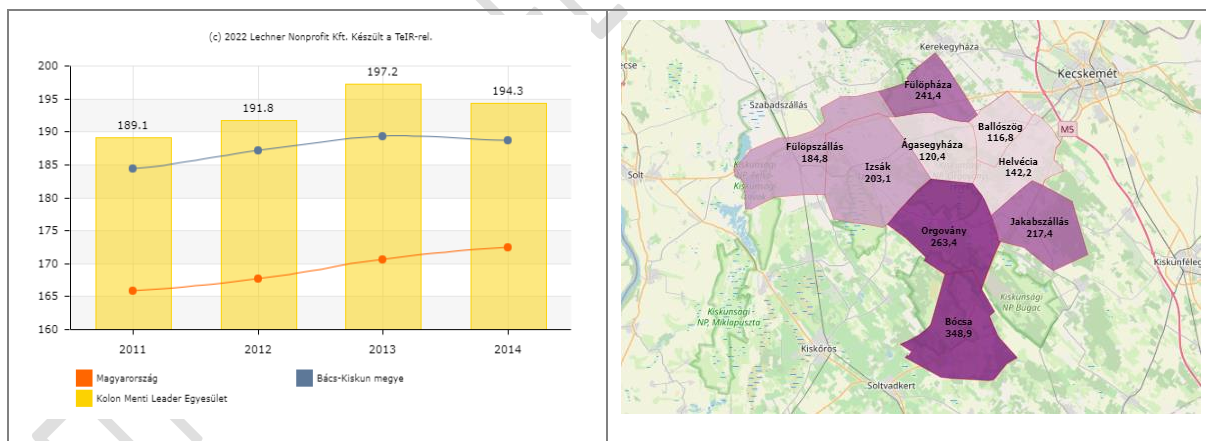 (c) 2022 Lechner Nonprofit Kft. Készült a TeIR-rel.
200
195
190
185
180
175
170
165
160
189.1
191.8
197.2
194.3
2011
2012
2013
2014
Magyarország
Bács-Kiskun megye
Kolon Menti Leader Egyesület
Kerekegyháza
Kecskemét
Fülöpháza
241,4
Szabadszállás
Ballószög
116,8
M5
Fülöpszállás
184,8
Ágasegyháza
120,4
Izsák
203,1
Helvécia
142,2
Solt
Orgovány
263,4
Jakabszállás
217,4
Kiskunféleg
Kiskunsági
NP Bugac
Kiskunsági
NP, Miklapuszta
Bócsa
348,9
Kiskőrös
Soltvadkert